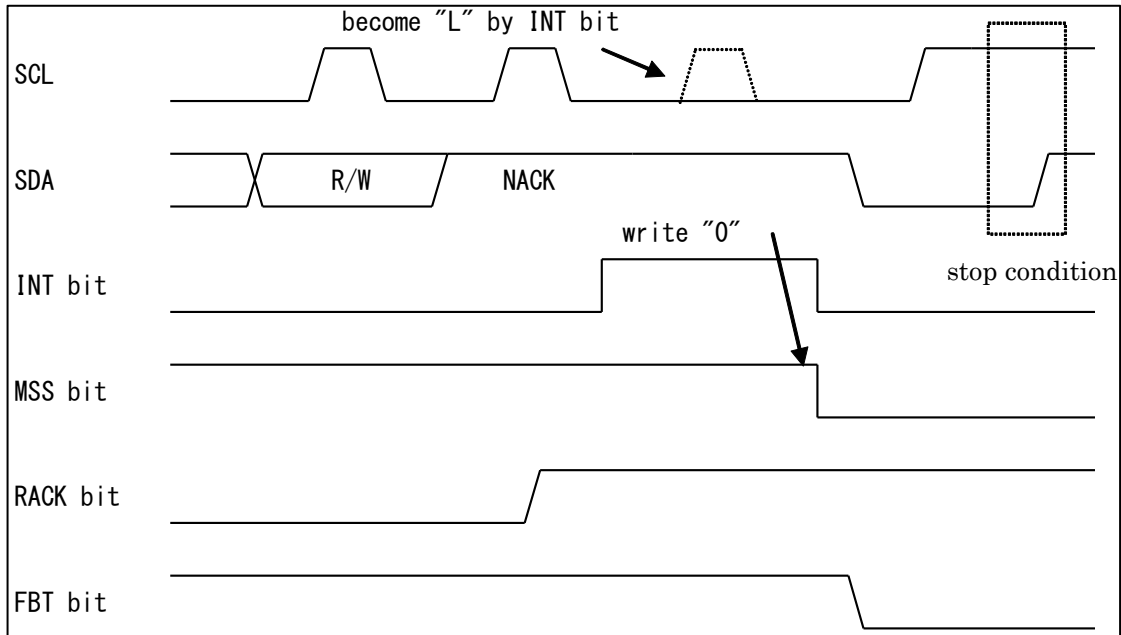 become "L" by INT bit
SCL
SDA
R/W
NACK
write "0"
INT bit
stop condition
MSS bit
RACK bit
FBT bit